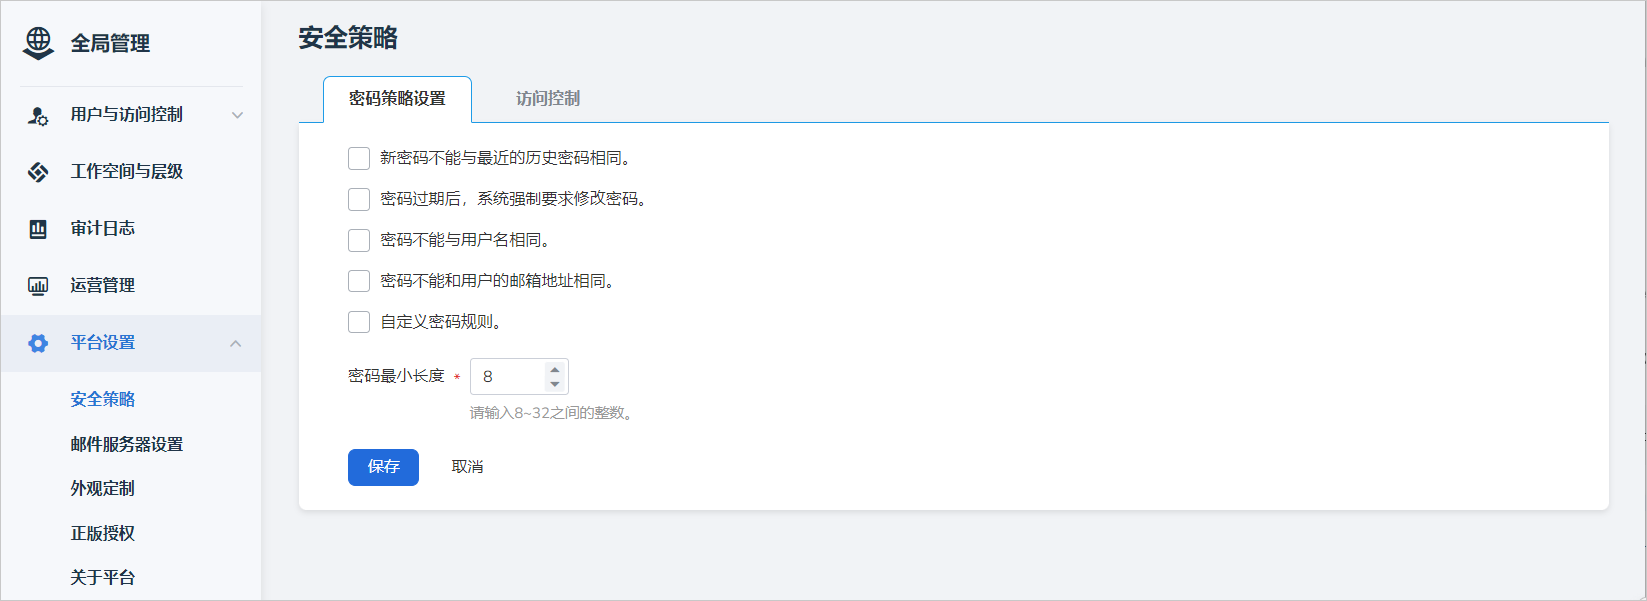 全局管理
用户与访问控制
工作空间与层级
审计日志
运营管理
平台设置
安全策略
邮件服务器设置
外观定制
正版授权
关于平台
安全策略
密码策略设置
访问控制
新密码不能与最近的历史密码相同。
密码过期后，系统强制要求修改密码。
密码不能与用户名相同。
密码不能和用户的邮箱地址相同。
自定义密码规则。
密码最小长度 * 8
请输入8~32之间的整数。
保存 取消